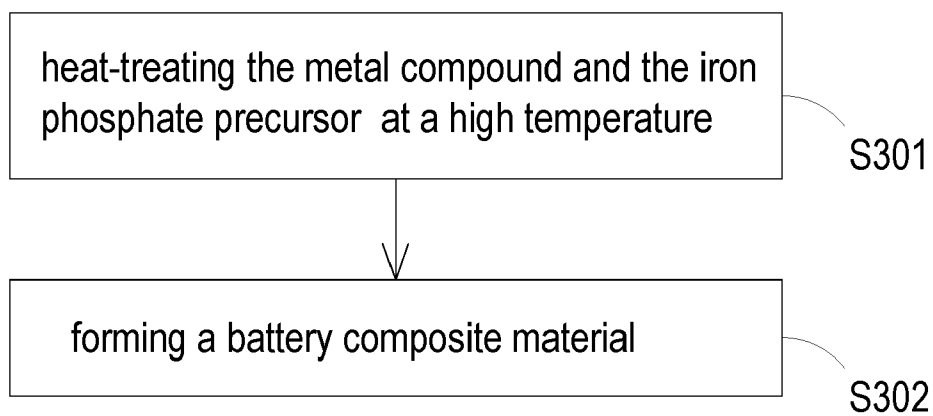 heat-treating the metal compound and the iron
phosphate precursor at a high temperature
S301
forming a battery composite material
S302